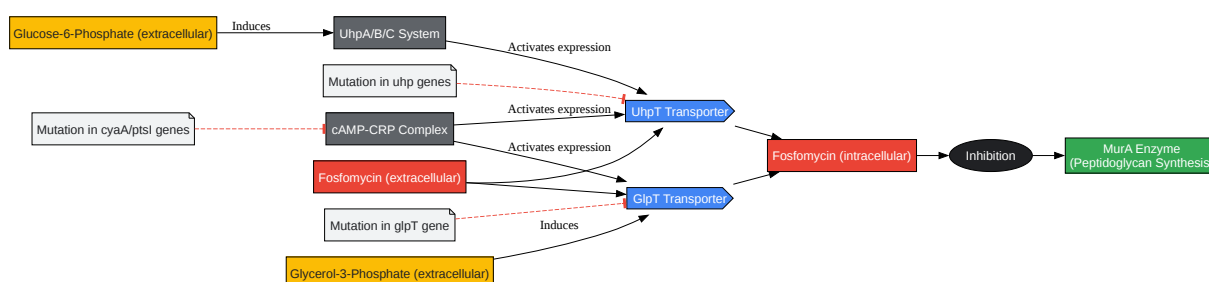 Glucose-6-Phosphate (extracellular)
Induces
UhpA/B/C System
Activates expression
Mutation in uhp genes
UhpT Transporter
Mutation in cyaA/ptsI genes
cAMP-CRP Complex
Activates expression
Activates expression
Fosfomycin (extracellular)
Fosfomycin (intracellular)
Inhibition
MurA Enzyme
(Peptidoglycan Synthesis
GlpT Transporter
Mutation in glpT gene
Induces
Glycerol-3-Phosphate (extracellular)